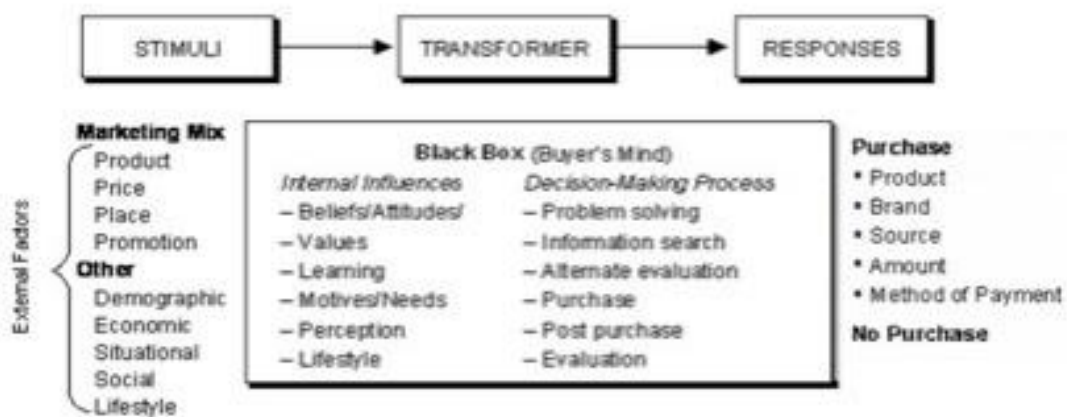 STIMULI
TRANSFORMER
RESPONSES
External Factors
Marketing Mix
Product
Price
Place
Promotion
Other
Demographic
Economic
Situational
Social
Lifestyle
Black Box (Buyer's Mind)
Internal Influences
– Beliefs/Attitudes/
– Values
– Learning
– Motives/Needs
– Perception
– Lifestyle
Decision-Making Process
– Problem solving
– Information search
– Alternate evaluation
– Purchase
– Post purchase
– Evaluation
Purchase
• Product
• Brand
• Source
• Amount
• Method of Payment
No Purchase